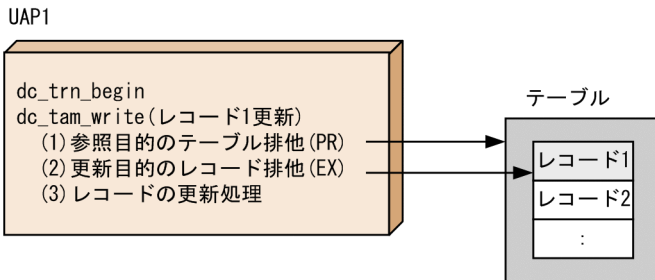 UAP1
dc_trn_begin
dc_tam_write(レコード1更新)
(1)参照目的のテーブル排他(PR)
(2)更新目的のレコード排他(EX)
(3)レコードの更新処理
テーブル
レコード1
レコード2
: